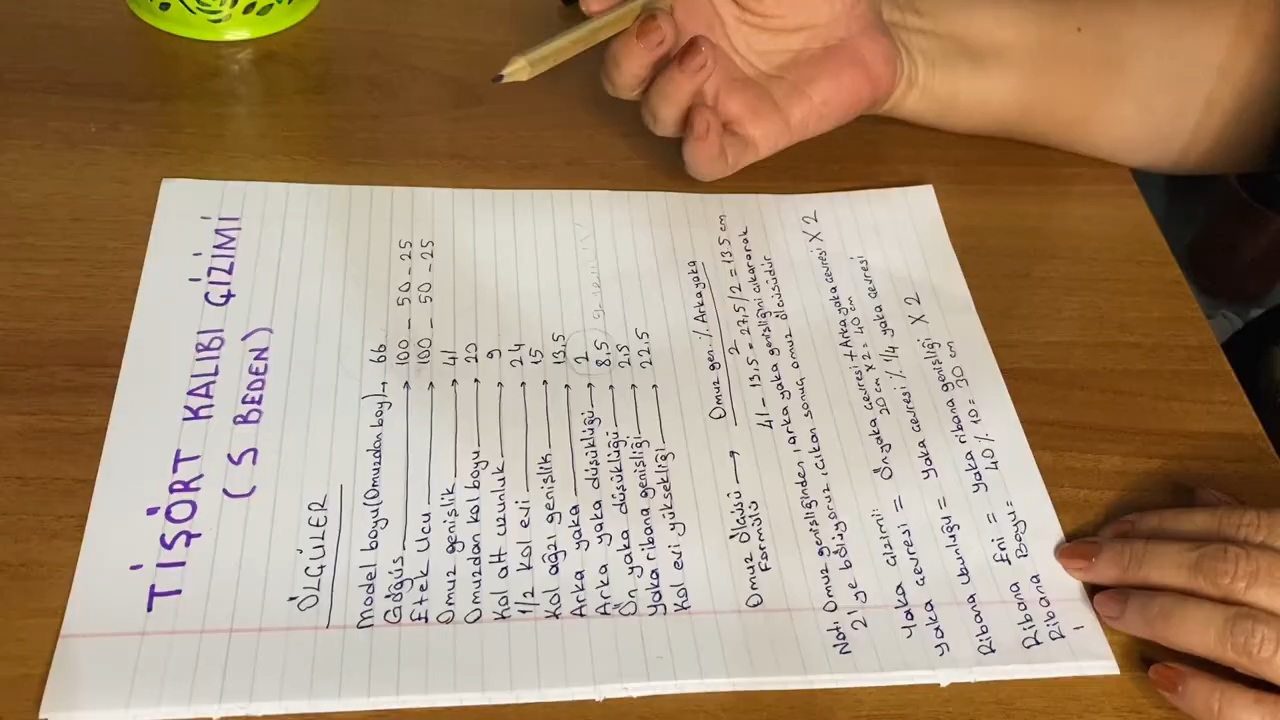 TİŞÖRT KALIBI ÇİZİMİ
( S BEDEN)
ÖLÇÜLER
Model boyu(Omuzdan boy)→ 66
Göğüs → 100 - 50 - 25
Etek Ucu → 100 - 50 - 25
Omuz genişlik → 41
Omuzdan kol boyu → 20
Kol alt uzunluk → 9
1/2 kol evi → 24
Kol ağzı genişlik → 15
Arka yaka → 13,5
Arka yaka düşüklüğü → 2
Ön yaka düşüklüğü → 8,5
Yaka ribana genişliği → 2,5
Kol evi yüksekliği → 22,5
Omuz Ölçüsü → Omuz gen. % Arka yaka
Formülü 2
41 - 13,5 = 27,5/2 = 13.5 cm
Not: Omuz genişliğinden, arka yaka genişliğini çıkararak
2'ye bölüyoruz, çıkan sonuç omuz ölçüsüdür
Yaka Çizimi:
Yaka çevresi = Önyaka çevresi + Arka yaka çevresi X 2
20 cm x 2 = 40 cm
Ribana uzunluğu = Yaka çevresi % 1/4 yaka çevresi
Ribana Eni = yaka ribana genişliği X 2
Ribana Boyu = 40 % 10 = 30 cm